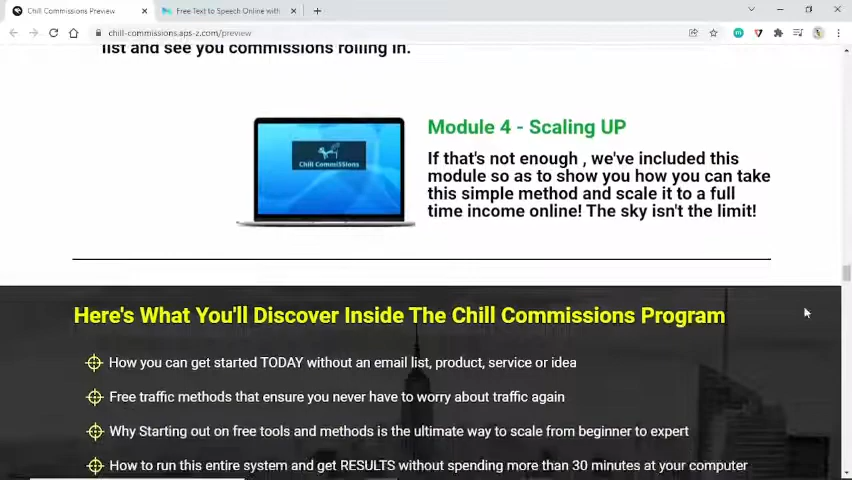 Chill Commissions Preview
Free Text to Speech Online with
chill-commissions.aps-z.com/preview
list and see you commissions rolling in.
Chill CommiSSions
Module 4 - Scaling UP
If that's not enough , we've included this
module so as to show you how you can take
this simple method and scale it to a full
time income online! The sky isn't the limit!
Here's What You'll Discover Inside The Chill Commissions Program
How you can get started TODAY without an email list, product, service or idea
Free traffic methods that ensure you never have to worry about traffic again
Why Starting out on free tools and methods is the ultimate way to scale from beginner to expert
How to run this entire system and get RESULTS without spending more than 30 minutes at your computer